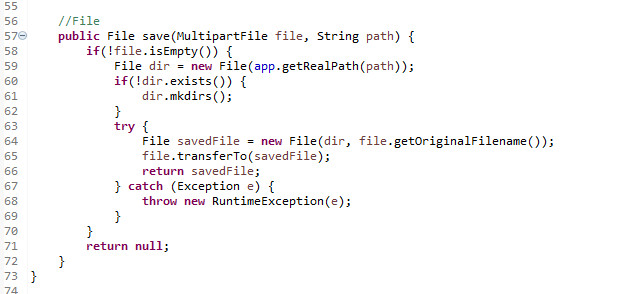 55
56 //File
57 public File save(MultipartFile file, String path) {
58 if(!file.isEmpty()) {
59 File dir = new File(app.getRealPath(path));
60 if(!dir.exists()) {
61 dir.mkdirs();
62 }
63 try {
64 File savedFile = new File(dir, file.getOriginalFilename());
65 file.transferTo(savedFile);
66 return savedFile;
67 } catch (Exception e) {
68 throw new RuntimeException(e);
69 }
70 }
71 return null;
72 }
73 }
74